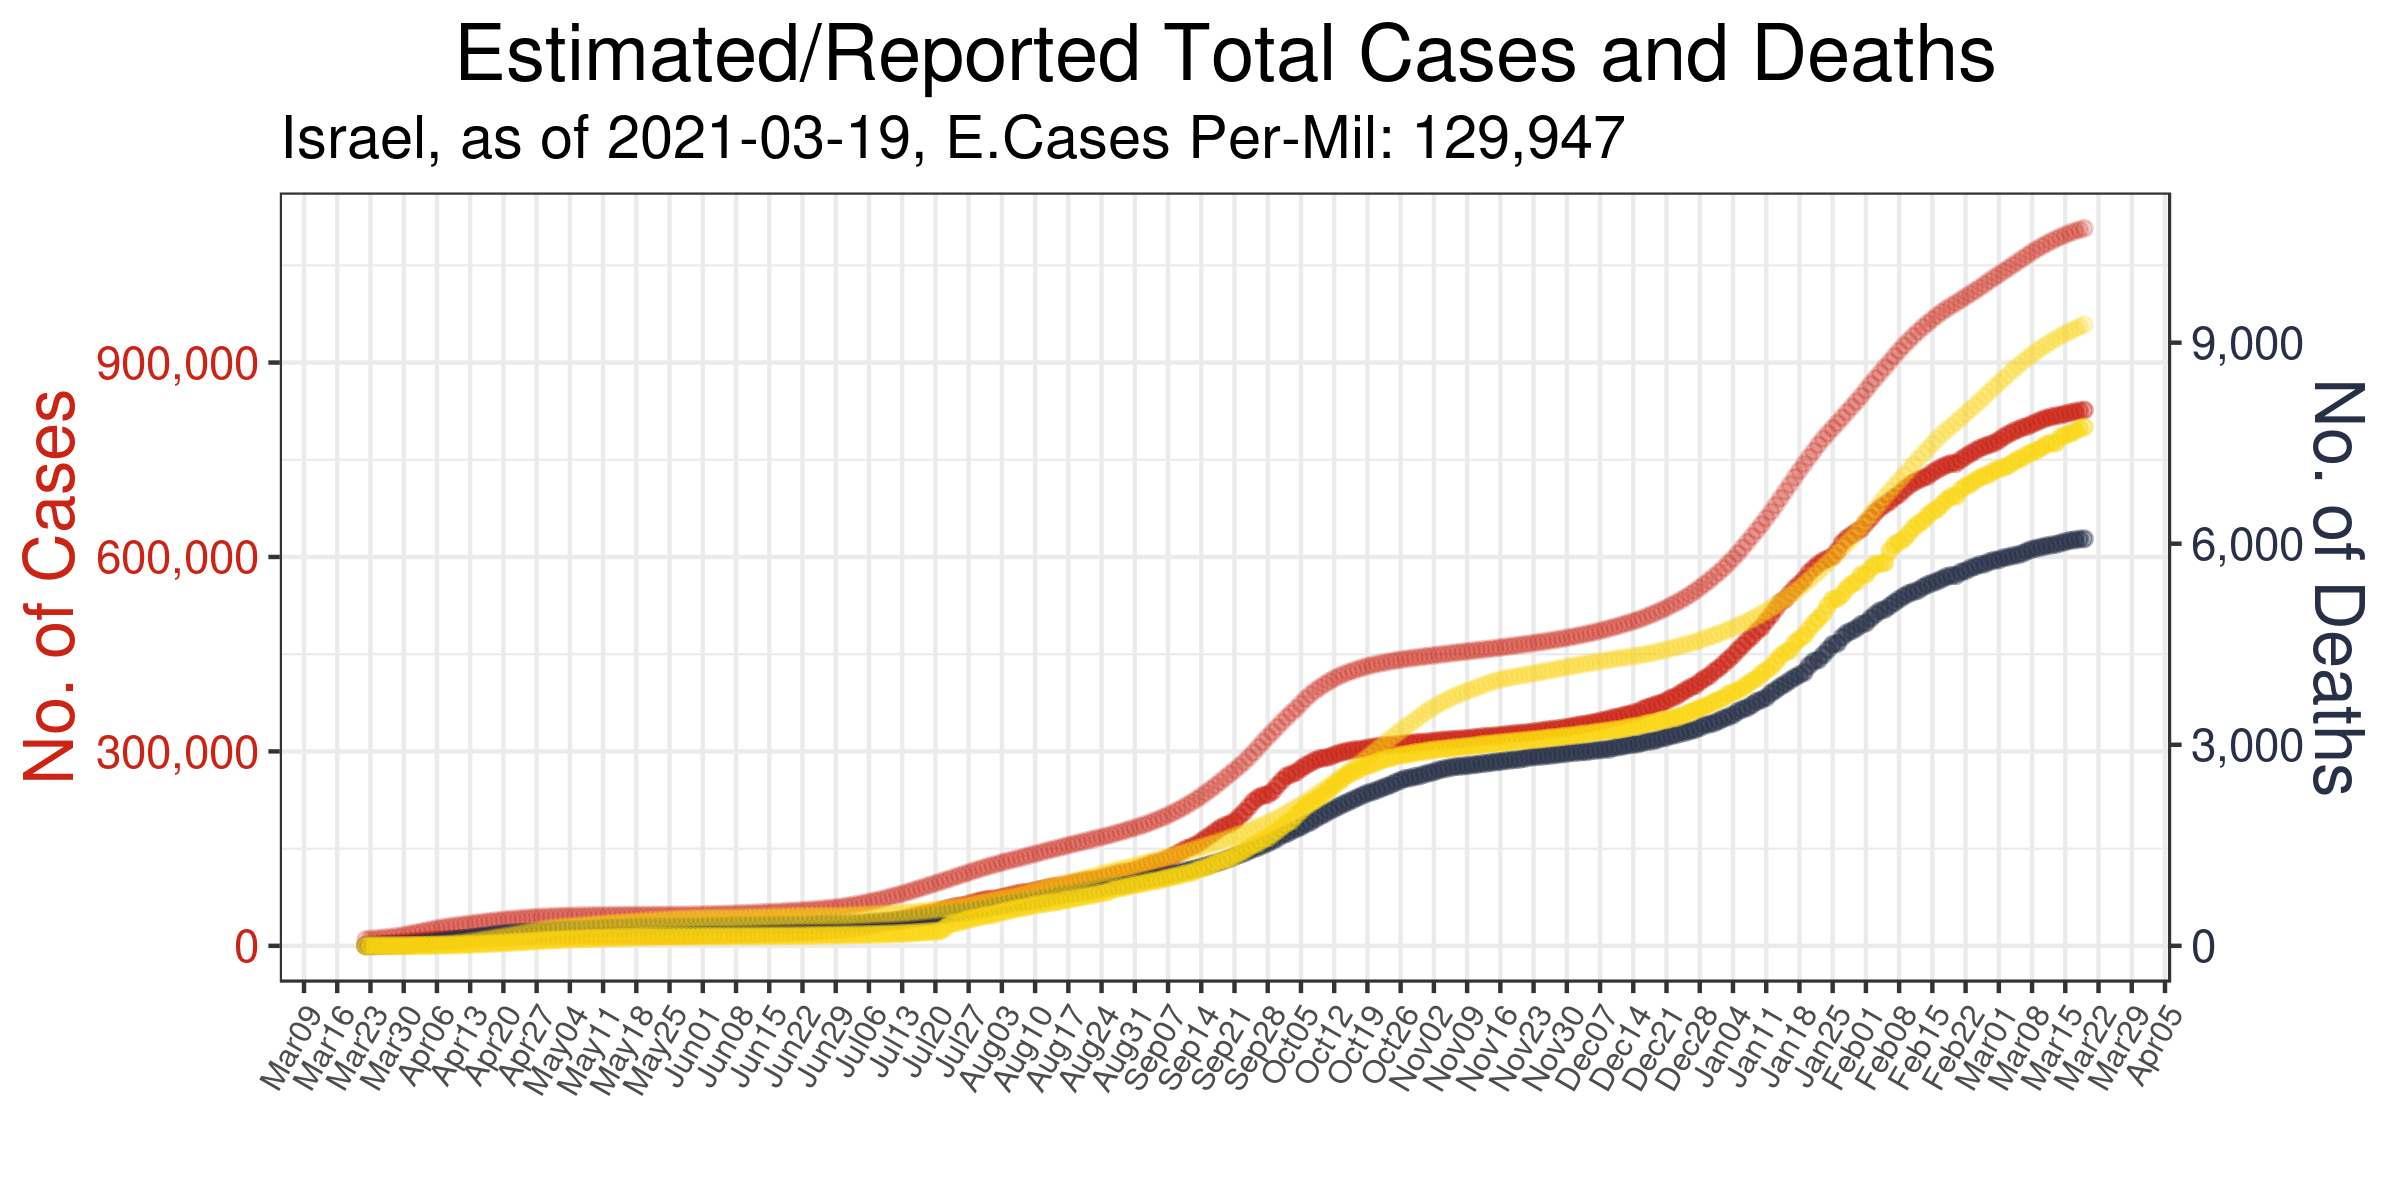 Estimated/Reported Total Cases and Deaths
Israel, as of 2021-03-19, E.Cases Per-Mil: 129,947
No. of Cases
900,000
600,000
300,000
0
9,000
6,000
3,000
0
No. of Deaths
Mar09
Mar16
Mar23
Mar30
Apr06
Apr13
Apr20
Apr27
May04
May11
May18
May25
Jun01
Jun08
Jun15
Jun22
Jun29
Jul06
Jul13
Jul20
Jul27
Aug03
Aug10
Aug17
Aug24
Aug31
Sep07
Sep14
Sep21
Sep28
Oct05
Oct12
Oct19
Oct26
Nov02
Nov09
Nov16
Nov23
Nov30
Dec07
Dec14
Dec21
Dec28
Jan04
Jan11
Jan18
Jan25
Feb01
Feb08
Feb15
Feb22
Mar01
Mar08
Mar15
Mar22
Mar29
Apr05